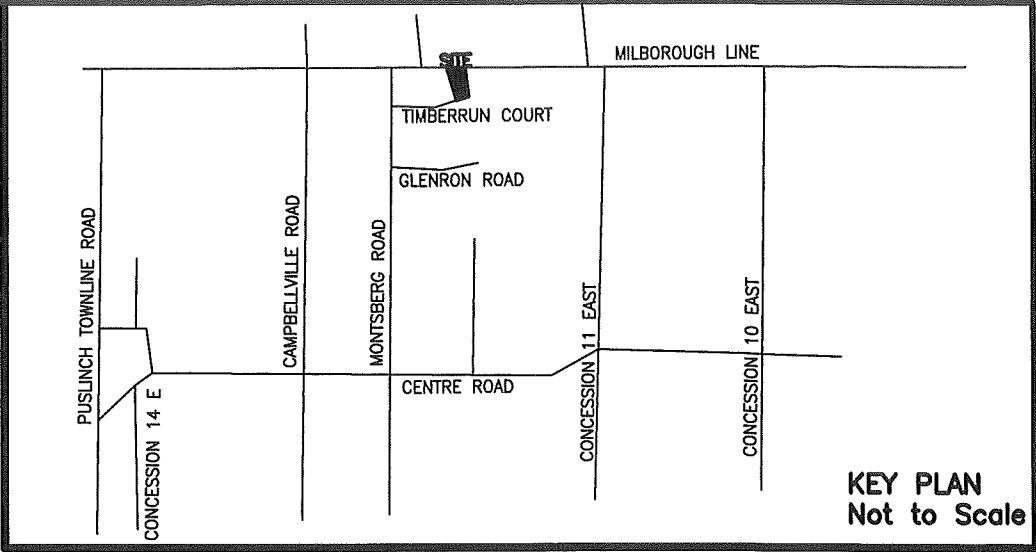 MILBOROUGH LINE
SITE
TIMBERRUN COURT
GLENRON ROAD
PUSLINCH TOWNLINE ROAD
CAMPBELLVILLE ROAD
MONTSBERG ROAD
CONCESSION 11 EAST
CONCESSION 10 EAST
CENTRE ROAD
CONCESSION 14 E
KEY PLAN
Not to Scale